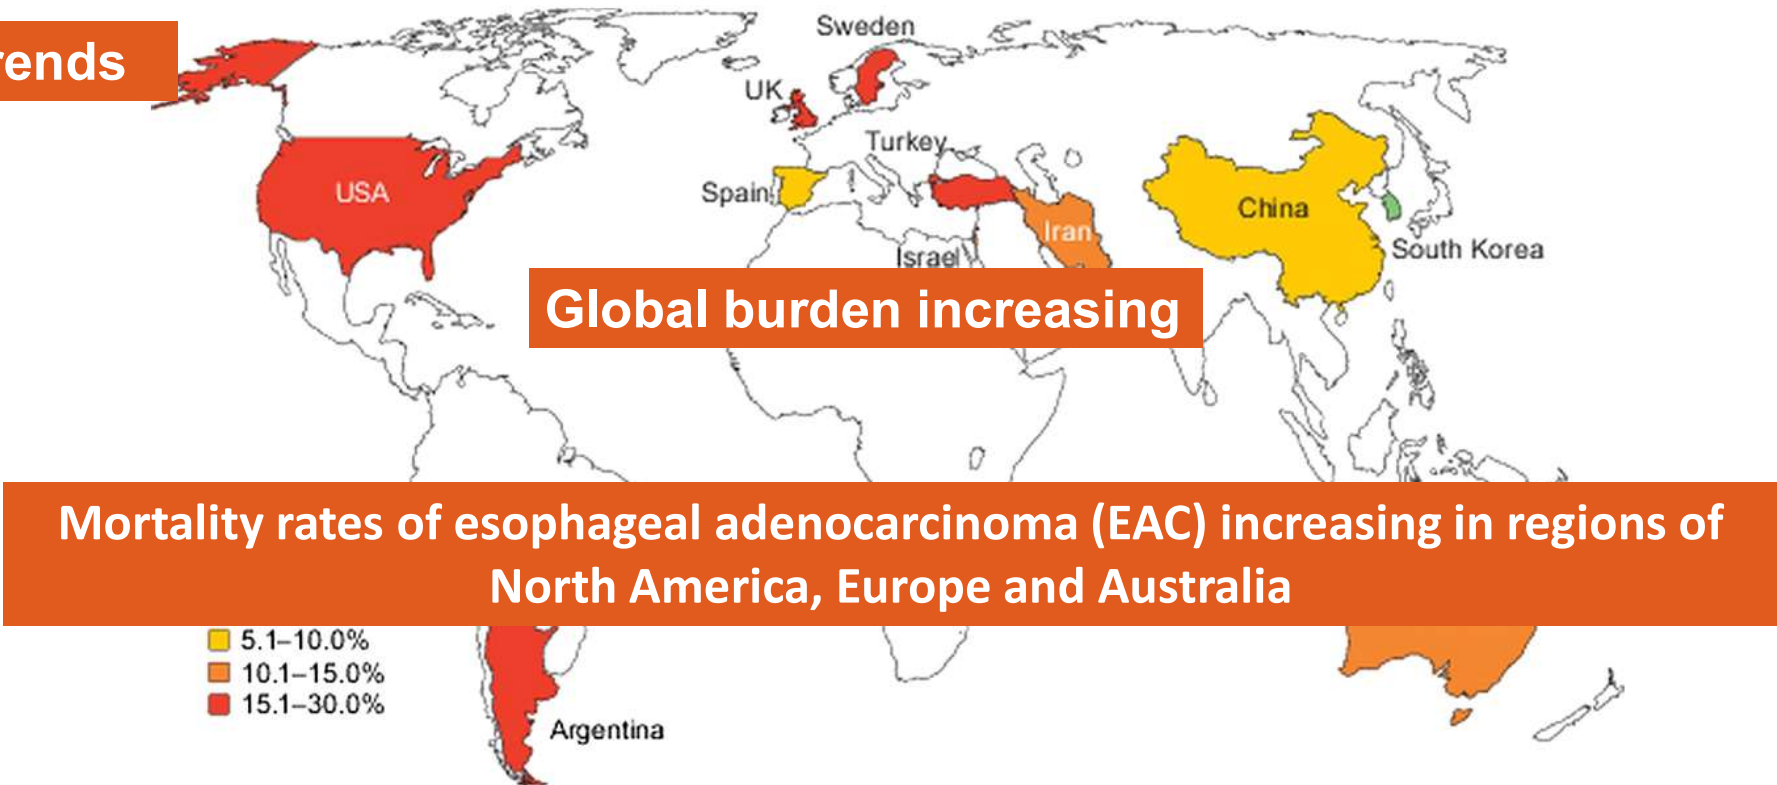 rends
Sweden
UK
Turkey
USA
Spain
Iran
China
Israel
South Korea
Global burden increasing
Mortality rates of esophageal adenocarcinoma (EAC) increasing in regions of
North America, Europe and Australia
5.1–10.0%
10.1–15.0%
15.1–30.0%
Argentina